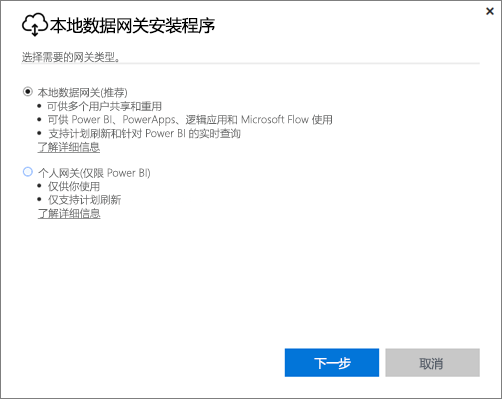 本地数据网关安装程序
选择需要的网关类型。
本地数据网关(推荐)
• 可供多个用户共享和重用
• 可供 Power BI、PowerApps、逻辑应用和 Microsoft Flow 使用
• 支持计划刷新和针对 Power BI 的实时查询
了解详细信息
个人网关(仅限 Power BI)
• 仅供你使用
• 仅支持计划刷新
了解详细信息
下一步
取消